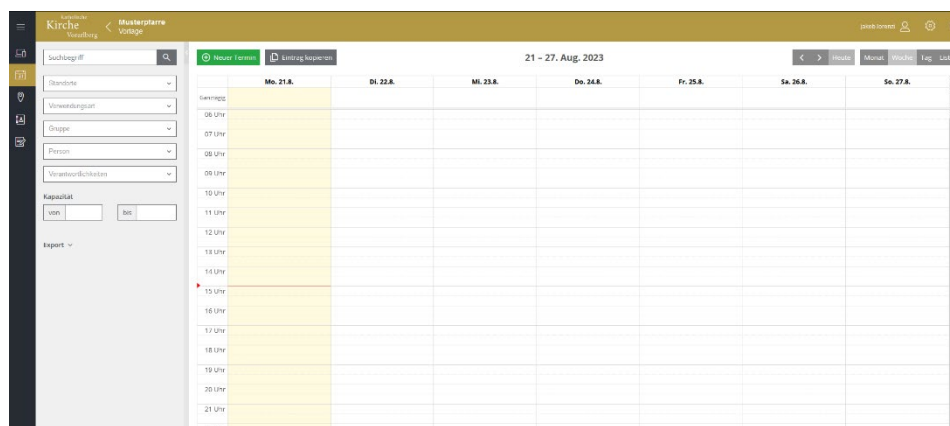 Katholische
Kirche
Vorarlberg
Musterpfarre
Vorlage
jakob lorenzi
Suchbegriff
Neuer Termin
Eintrag kopieren
21 – 27. Aug. 2023
Heute
Monat Woche Tag List
Standorte
Verwendungsart
Gruppe
Person
Verantwortlichkeiten
Kapazität
von bis
Export
Mo. 21.8. Di. 22.8. Mi. 23.8. Do. 24.8. Fr. 25.8. Sa. 26.8. So. 27.8.
Ganztägig
06 Uhr
07 Uhr
08 Uhr
09 Uhr
10 Uhr
11 Uhr
12 Uhr
13 Uhr
14 Uhr
15 Uhr
16 Uhr
17 Uhr
18 Uhr
19 Uhr
20 Uhr
21 Uhr